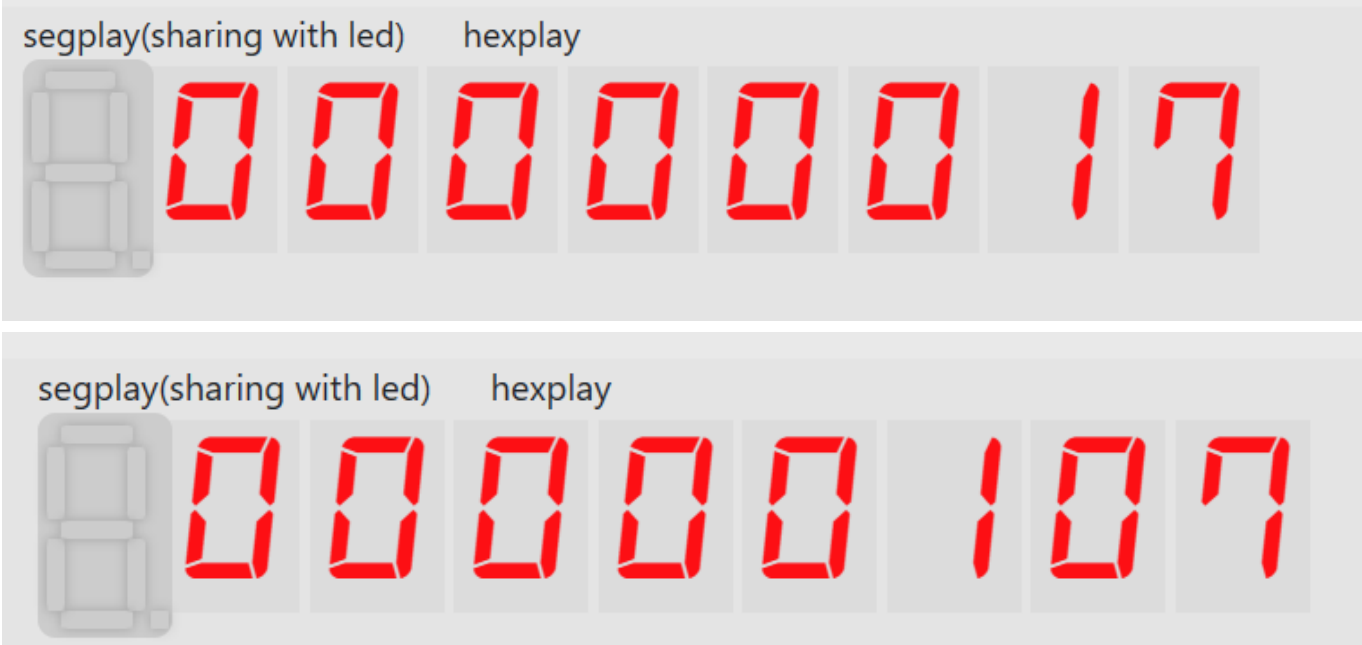 segplay(sharing with led) hexplay
00000017
segplay(sharing with led) hexplay
00000107